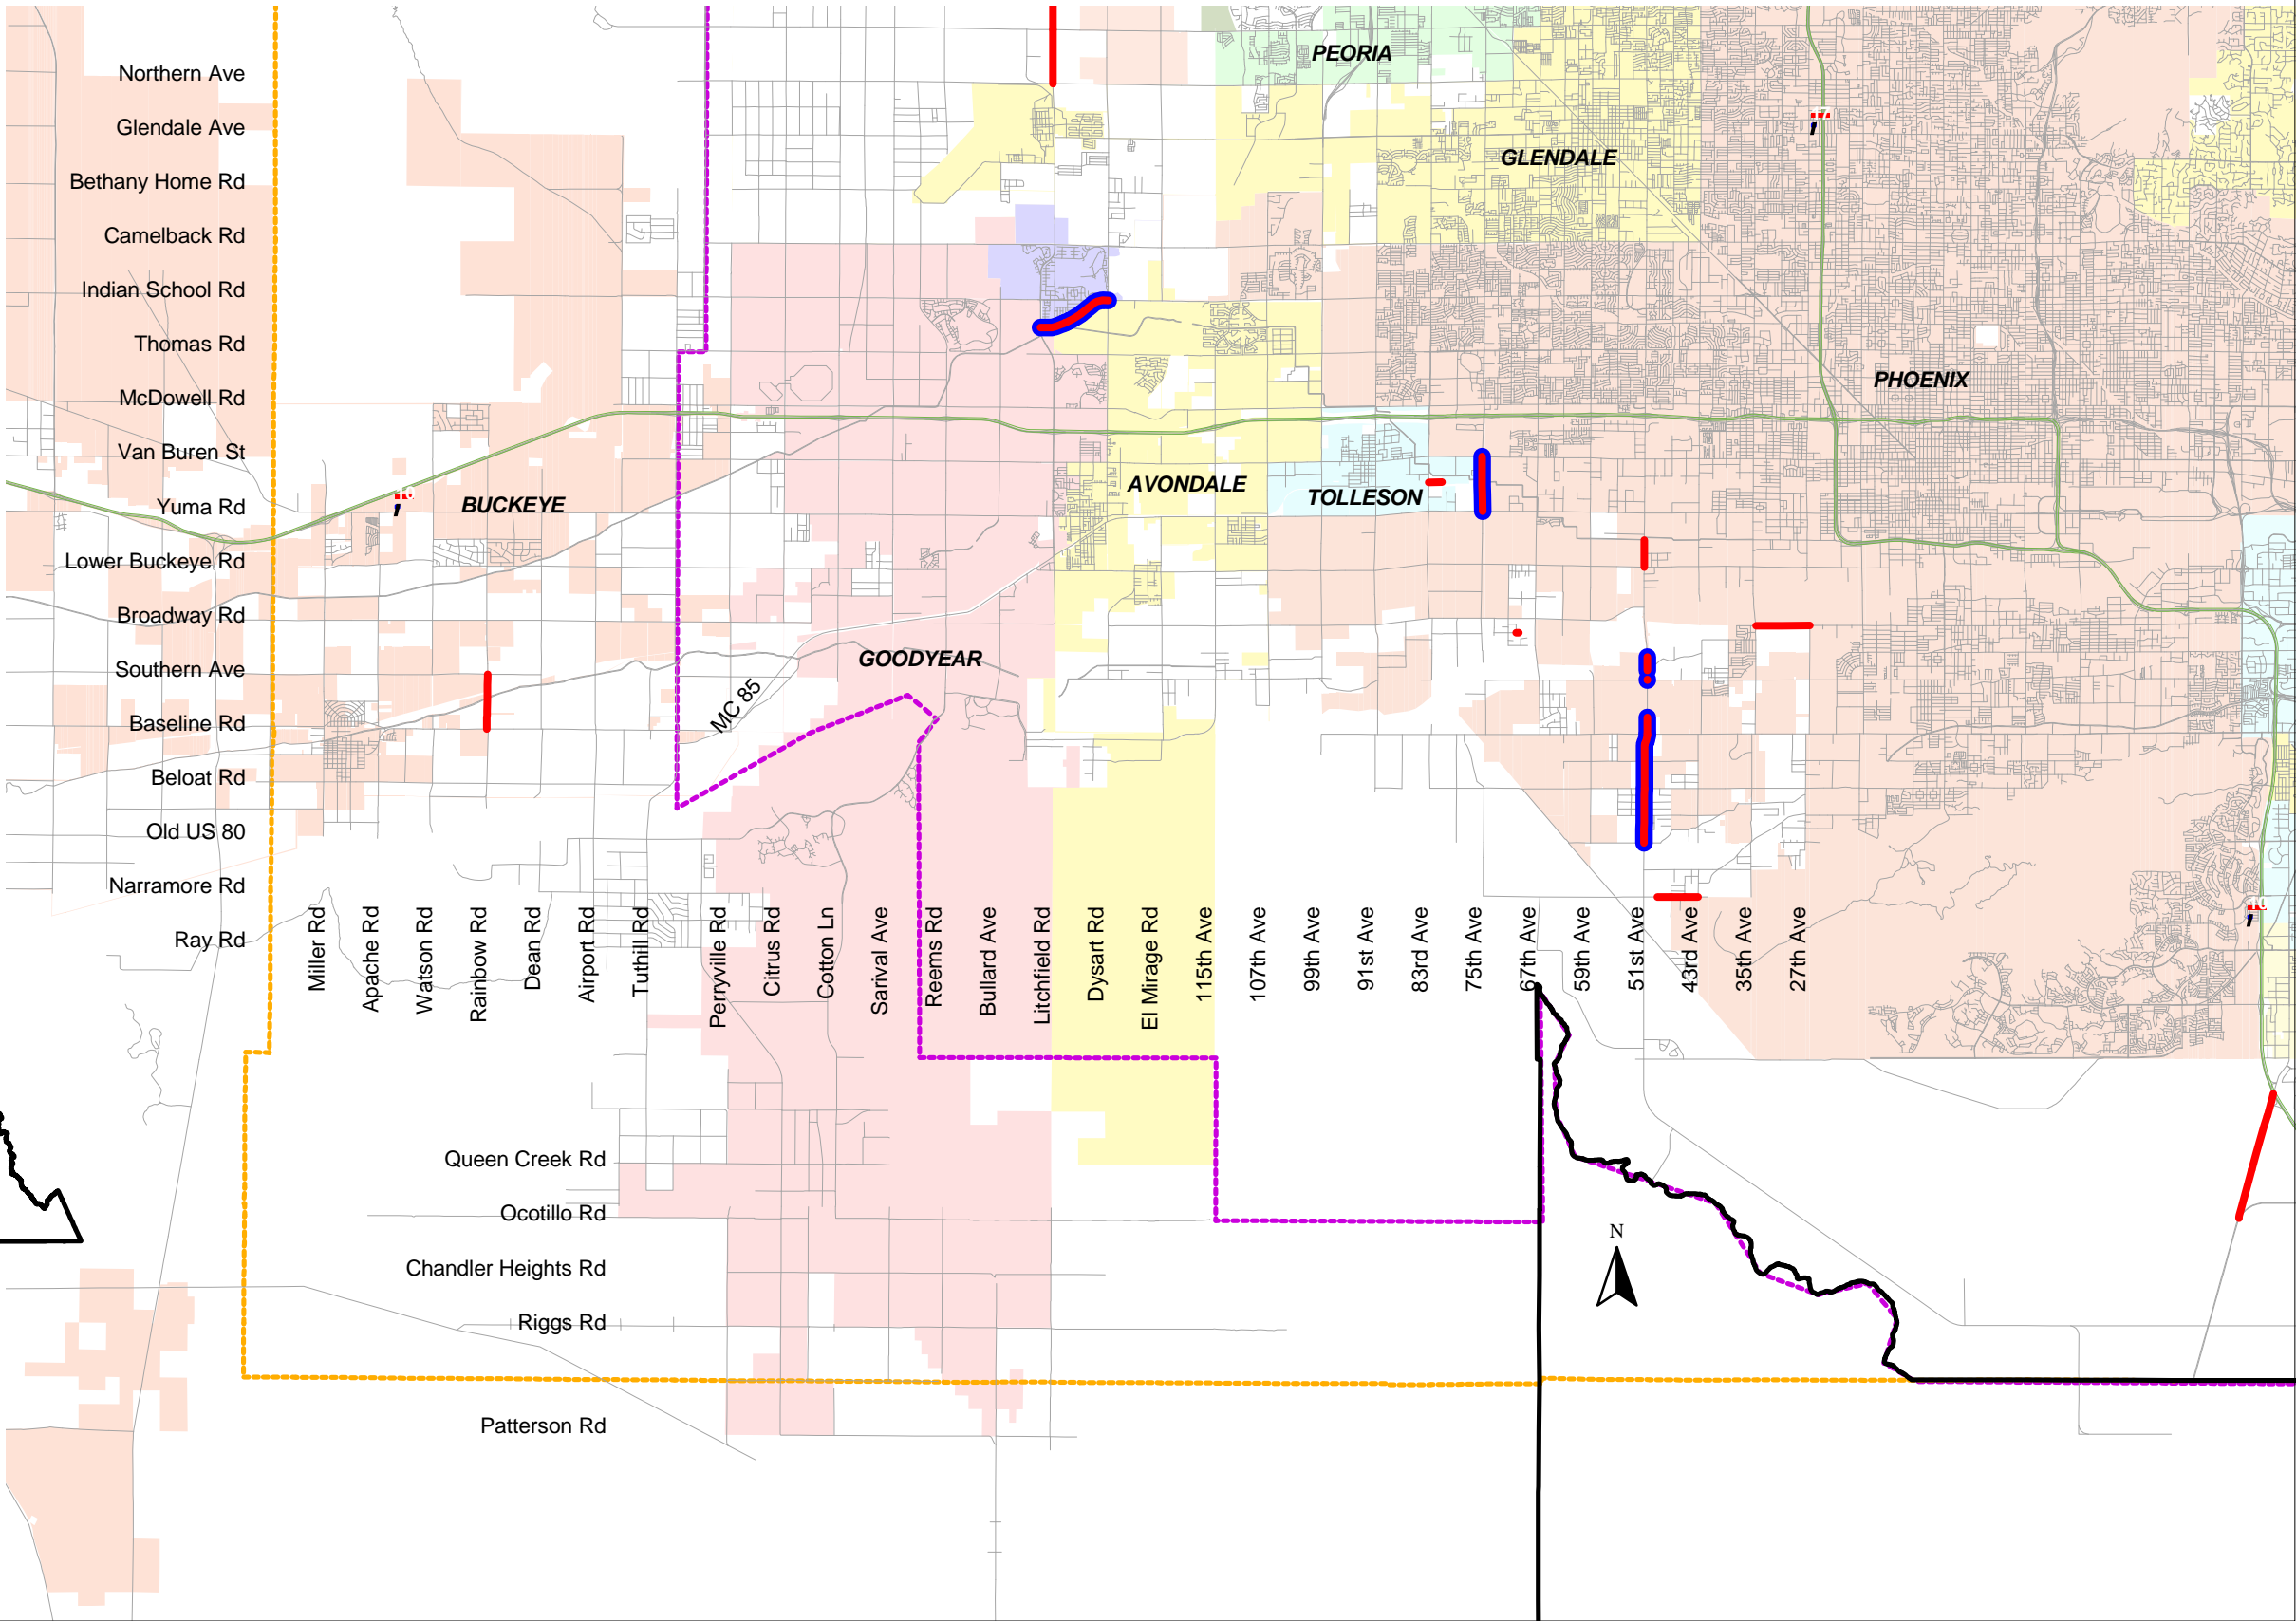 PEORIA
Northern Ave
17
Glendale Ave
GLENDALE
Bethany Home Rd
Camelback Rd
Indian School Rd
Thomas Rd
PHOENIX
McDowell Rd
Van Buren St
AVONDALE
TOLLESON
10
BUCKEYE
Yuma Rd
Lower Buckeye Rd
Broadway Rd
GOODYEAR
Southern Ave
MC 85
Baseline Rd
Beloat Rd
Old US 80
Narramore Rd
10
Ray Rd
Miller Rd
Apache Rd
Watson Rd
Rainbow Rd
Dean Rd
Airport Rd
Tuthill Rd
Perryville Rd
Citrus Rd
Cotton Ln
Sarival Ave
Reems Rd
Bullard Ave
Litchfield Rd
Dysart Rd
El Mirage Rd
115th Ave
107th Ave
99th Ave
91st Ave
83rd Ave
75th Ave
67th Ave
59th Ave
51st Ave
43rd Ave
35th Ave
27th Ave
Queen Creek Rd
Ocotillo Rd
N
Chandler Heights Rd
Riggs Rd
Patterson Rd